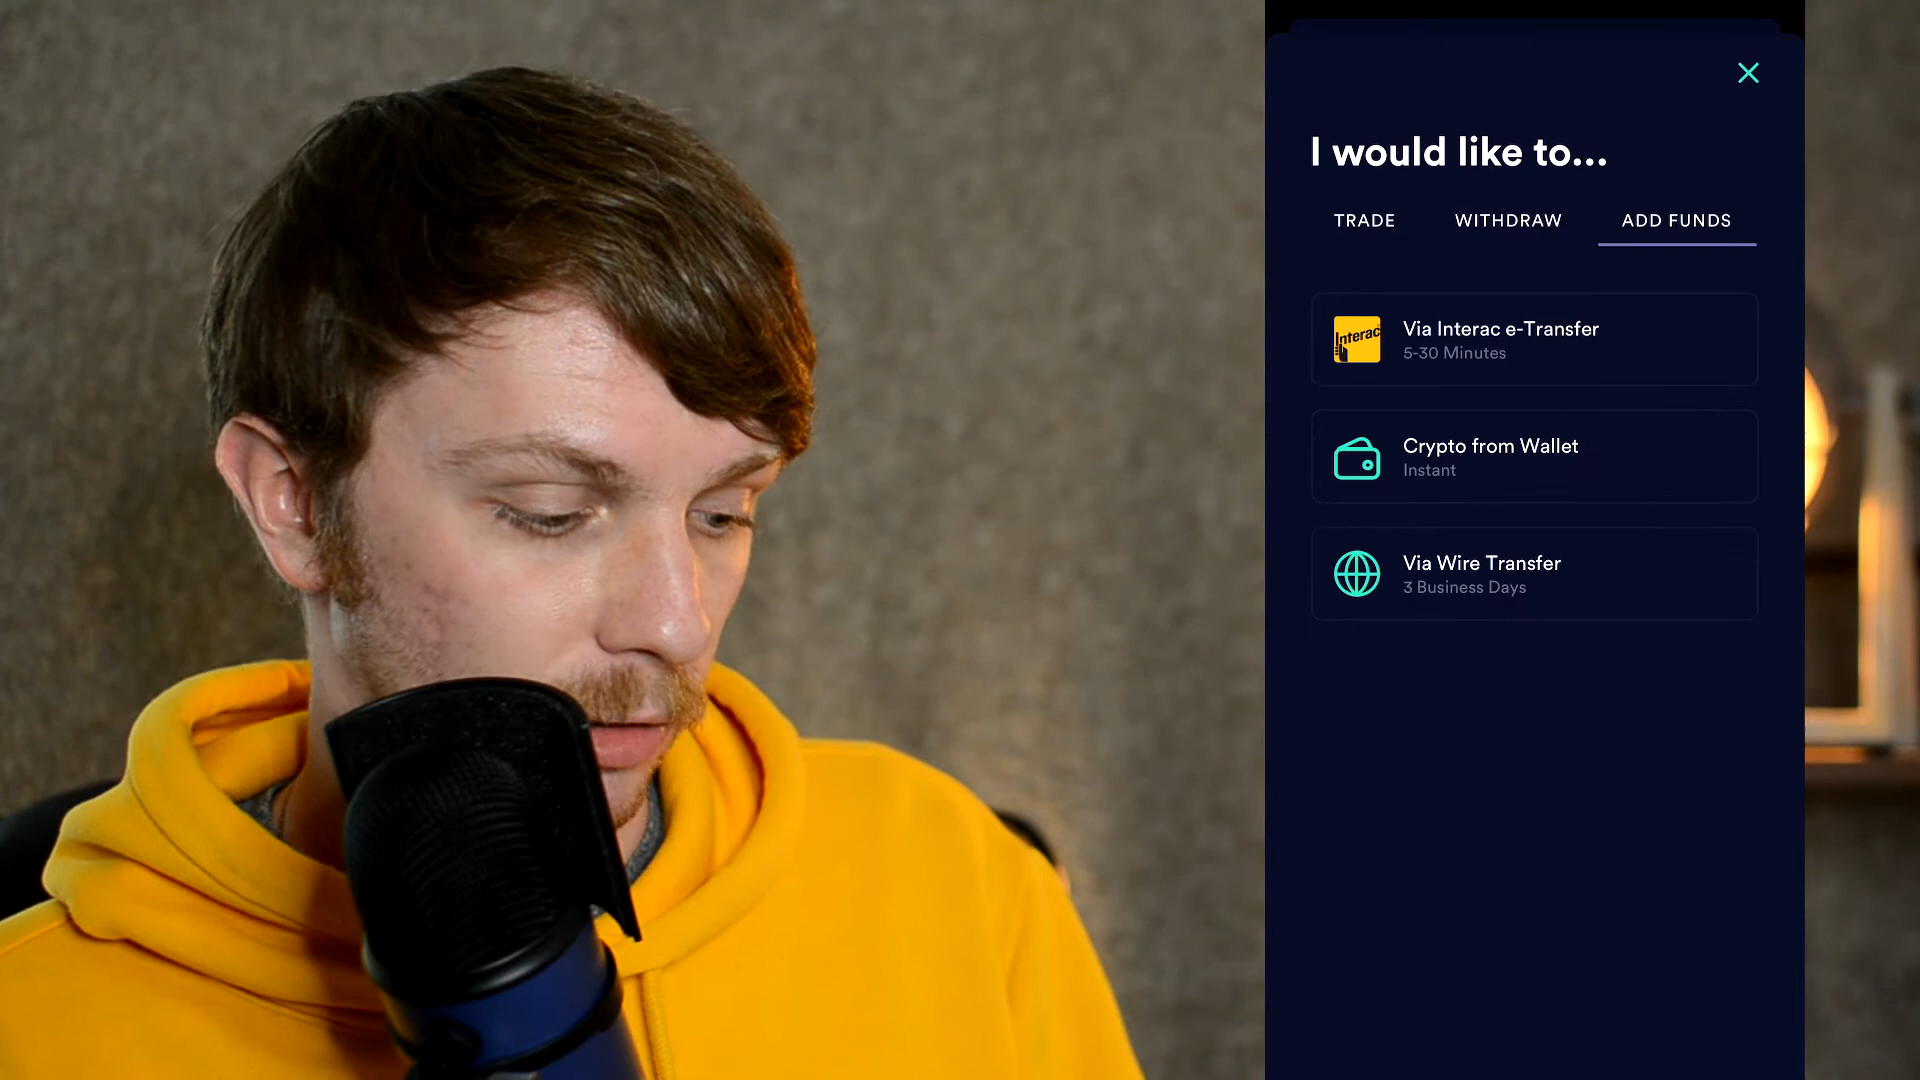 I would like to...
TRADE WITHDRAW ADD FUNDS
Interac
Via Interac e-Transfer
5-30 Minutes
Crypto from Wallet
Instant
Via Wire Transfer
3 Business Days